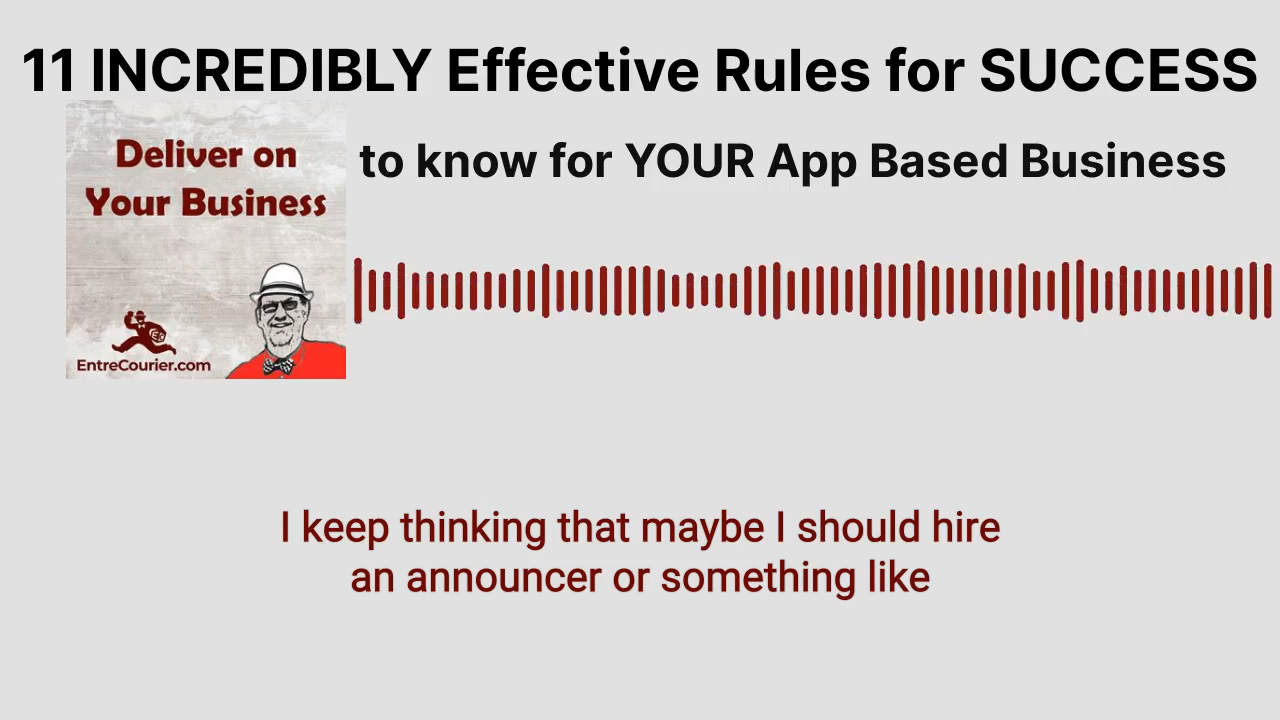 11 INCREDIBLY Effective Rules for SUCCESS
to know for YOUR App Based Business
Deliver on
Your Business
EntreCourier.com
I keep thinking that maybe I should hire
an announcer or something like